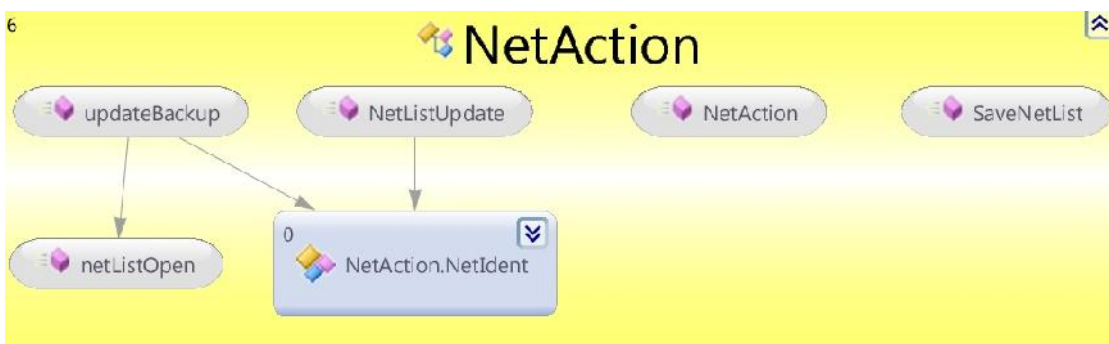 6
NetAction
updateBackup
NetListUpdate
NetAction
SaveNetList
netListOpen
0
NetAction.NetIdent